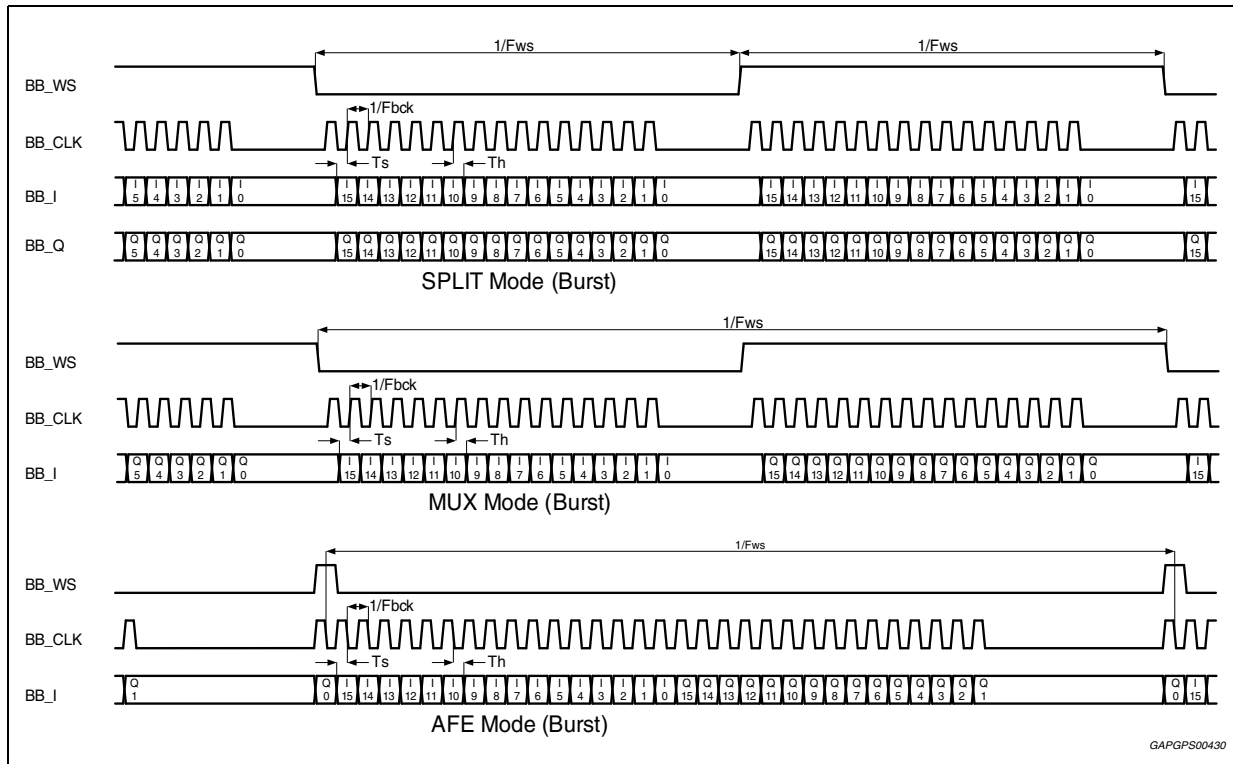 1/Fws 1/Fws
BB_WS
1/Fbck
BB_CLK
Ts Th
BB_I
I I I I I I I I I I I I I I I I I I I I I I I I I I I I I I I I I I I I I I I
5 4 3 2 1 0 15 14 13 12 11 10 9 8 7 6 5 4 3 2 1 0 15 14 13 12 11 10 9 8 7 6 5 4 3 2 1 0 15
BB_Q
Q Q Q Q Q Q Q Q Q Q Q Q Q Q Q Q Q Q Q Q Q Q Q Q Q Q Q Q Q Q Q Q Q Q Q Q Q Q Q
5 4 3 2 1 0 15 14 13 12 11 10 9 8 7 6 5 4 3 2 1 0 15 14 13 12 11 10 9 8 7 6 5 4 3 2 1 0 15
SPLIT Mode (Burst)
1/Fws
BB_WS
1/Fbck
BB_CLK
Ts Th
BB_I
Q Q Q Q Q Q I I I I I I I I I I I I I I I I Q Q Q Q Q Q Q Q Q Q Q Q Q Q Q Q I
5 4 3 2 1 0 15 14 13 12 11 10 9 8 7 6 5 4 3 2 1 0 15 14 13 12 11 10 9 8 7 6 5 4 3 2 1 0 15
MUX Mode (Burst)
1/Fws
BB_WS
1/Fbck
BB_CLK
Ts Th
BB_I
Q Q I I I I I I I I I I I I I I I I Q Q Q Q Q Q Q Q Q Q Q Q Q Q Q Q I
1 0 15 14 13 12 11 10 9 8 7 6 5 4 3 2 1 0 15 14 13 12 11 10 9 8 7 6 5 4 3 2 1 0 15
AFE Mode (Burst)
GAPGPS00430